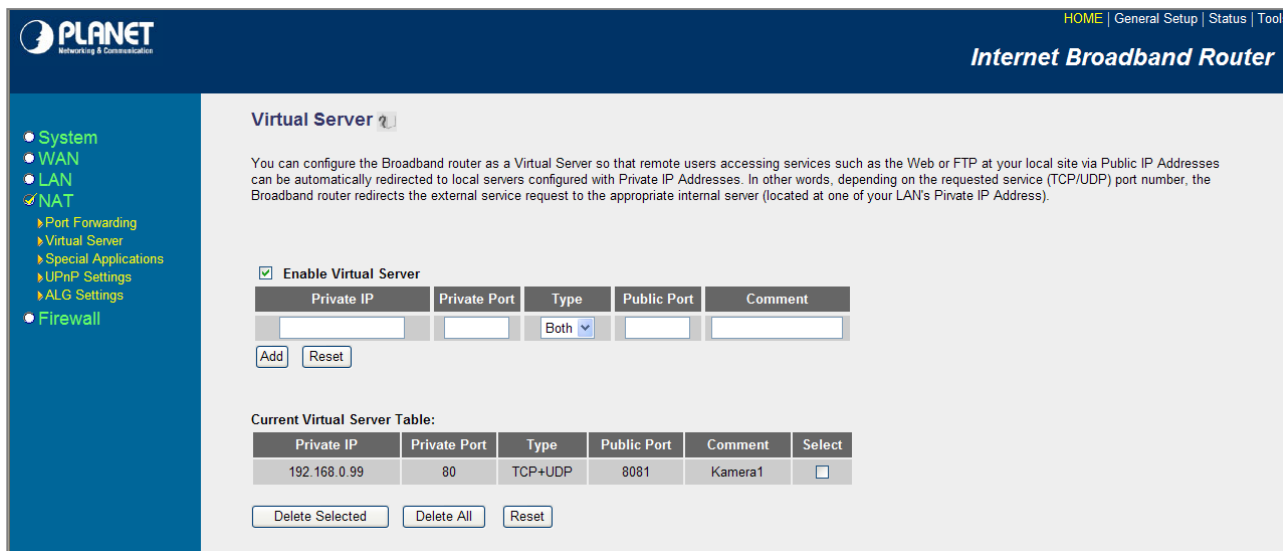 PLANET
Networking & Communication
HOME | General Setup | Status | Tool
Internet Broadband Router
System
WAN
LAN
NAT
Port Forwarding
Virtual Server
Special Applications
UPnP Settings
ALG Settings
Firewall
Virtual Server
You can configure the Broadband router as a Virtual Server so that remote users accessing services such as the Web or FTP at your local site via Public IP Addresses
can be automatically redirected to local servers configured with Private IP Addresses. In other words, depending on the requested service (TCP/UDP) port number, the
Broadband router redirects the external service request to the appropriate internal server (located at one of your LAN's Pivate IP Address).
Enable Virtual Server
Private IP Private Port Type Public Port Comment
Both
Add Reset
Current Virtual Server Table:
Private IP Private Port Type Public Port Comment Select
192.168.0.99 80 TCP+UDP 8081 Kamera1
Delete Selected Delete All Reset